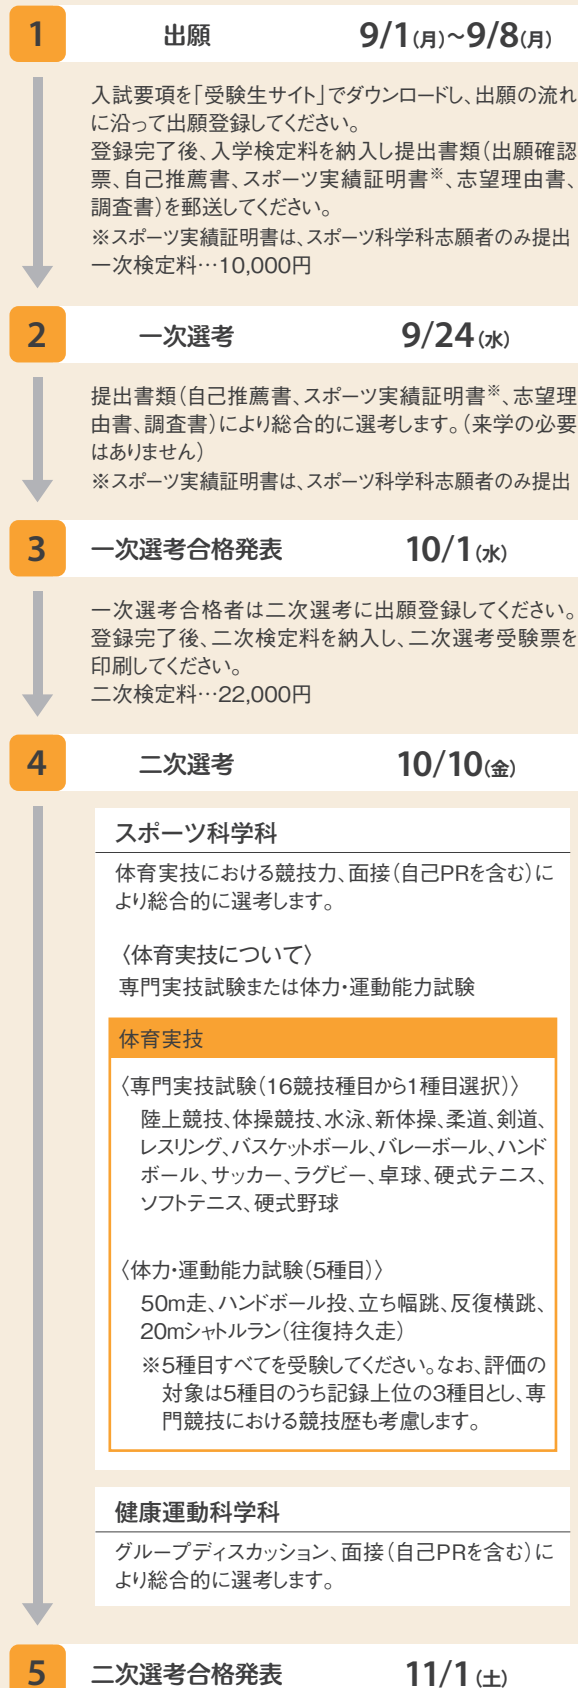 1 出願 9/1(月)~9/8(月)
入試要項を「受験生サイト」でダウンロードし、出願の流れ
に沿って出願登録してください。
登録完了後、入学検定料を納入し提出書類(出願確認
票、自己推薦書、スポーツ実績証明書※、志望理由書、
調査書)を郵送してください。
※スポーツ実績証明書は、スポーツ科学科志願者のみ提出
一次検定料…10,000円
2 一次選考 9/24(水)
提出書類(自己推薦書、スポーツ実績証明書※、志望理
由書、調査書)により総合的に選考します。(来学の必要
はありません)
※スポーツ実績証明書は、スポーツ科学科志願者のみ提出
3 一次選考合格発表 10/1(水)
一次選考合格者は二次選考に出願登録してください。
登録完了後、二次検定料を納入し、二次選考受験票を
印刷してください。
二次検定料…22,000円
4 二次選考 10/10(金)
スポーツ科学科
体育実技における競技力、面接(自己PRを含む)に
より総合的に選考します。
〈体育実技について〉
専門実技試験または体力・運動能力試験
体育実技
〈専門実技試験(16競技種目から1種目選択)〉
陸上競技、体操競技、水泳、新体操、柔道、剣道、
レスリング、バスケットボール、バレーボール、ハンド
ボール、サッカー、ラグビー、卓球、硬式テニス、
ソフトテニス、硬式野球
〈体力・運動能力試験(5種目)〉
50m走、ハンドボール投、立ち幅跳、反復横跳、
20mシャトルラン(往復持久走)
※5種目すべてを受験してください。なお、評価の
対象は5種目のうち記録上位の3種目とし、専
門競技における競技歴も考慮します。
健康運動科学科
グループディスカッション、面接(自己PRを含む)に
より総合的に選考します。
5 二次選考合格発表 11/1(土)